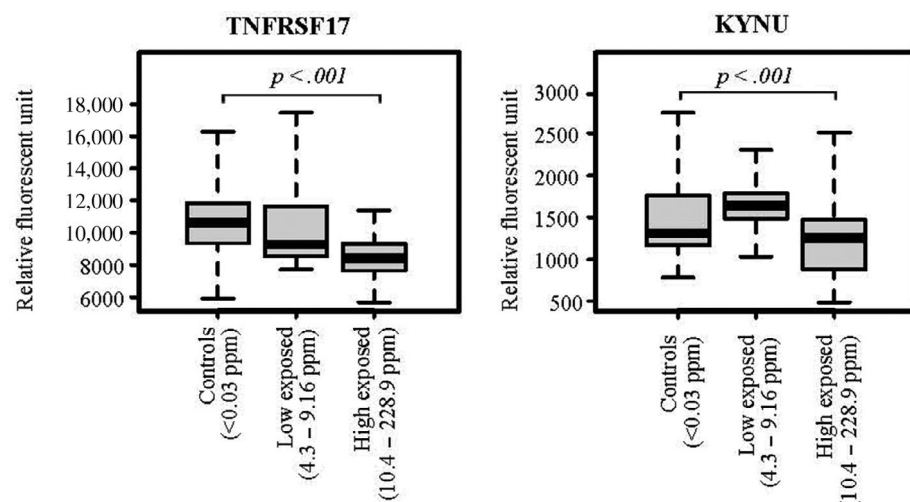 TNFRSF17
Relative fluorescent unit
p < .001
18,000
16,000
14,000
12,000
10,000
8000
6000
Controls
(<0.03 ppm)
Low exposed
(4.3 – 9.16 ppm)
High exposed
(10.4 – 228.9 ppm)
KYNU
Relative fluorescent unit
p < .001
3000
2500
2000
1500
1000
500
Controls
(<0.03 ppm)
Low exposed
(4.3 – 9.16 ppm)
High exposed
(10.4 – 228.9 ppm)